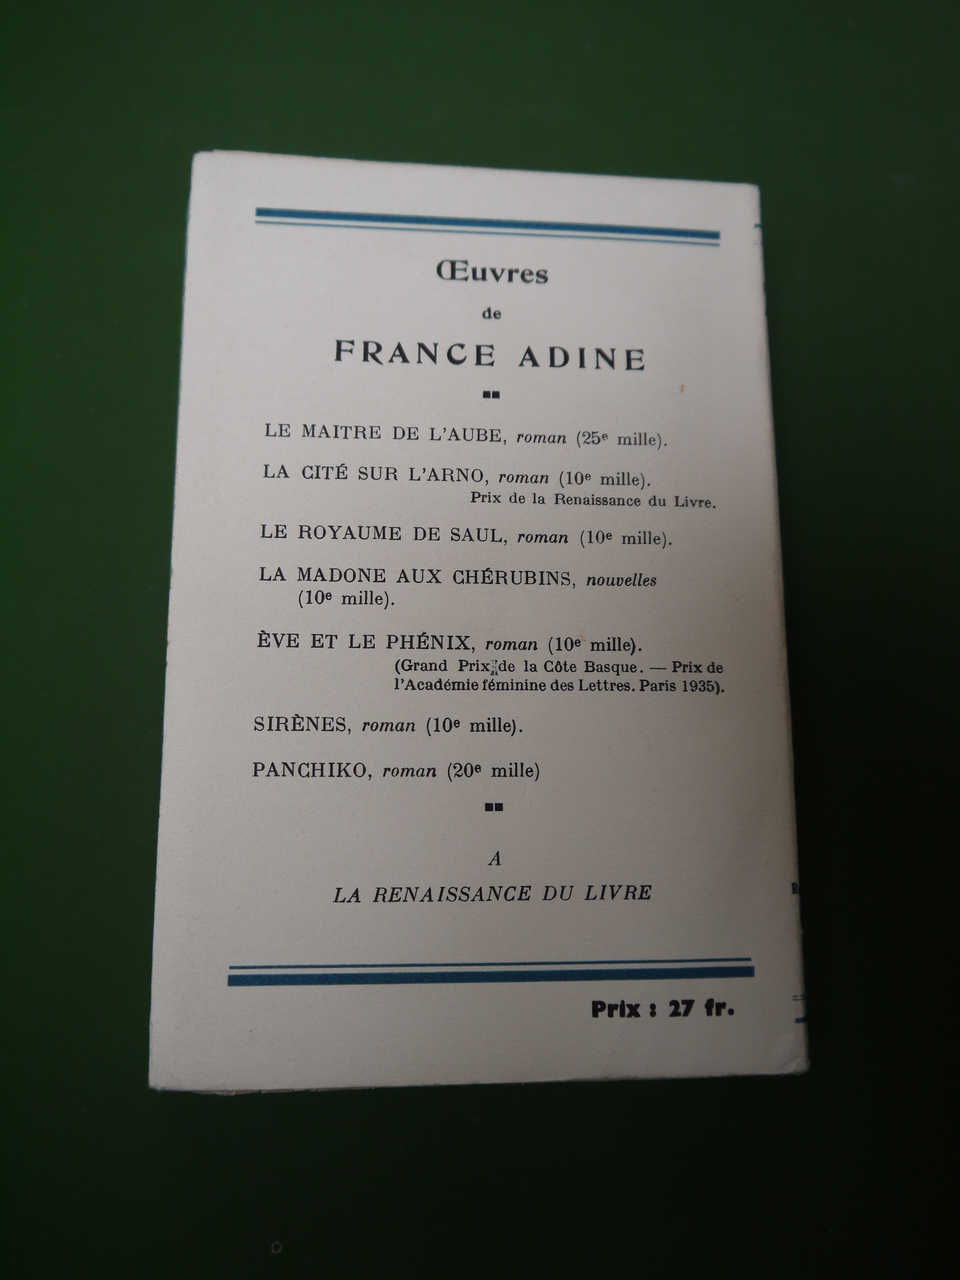 Œuvres
de
FRANCE ADINE
LE MAITRE DE L'AUBE, roman (25e mille).
LA CITÉ SUR L'ARNO, roman (10e mille).
Prix de la Renaissance du Livre.
LE ROYAUME DE SAUL, roman (10e mille).
LA MADONE AUX CHÉRUBINS, nouvelles
(10e mille).
ÈVE ET LE PHÉNIX, roman (10e mille).
(Grand Prix de la Côte Basque. — Prix de
l'Académie féminine des Lettres. Paris 1935).
SIRÈNES, roman (10e mille).
PANCHIKO, roman (20e mille)
A
LA RENAISSANCE DU LIVRE
Prix : 27 fr.